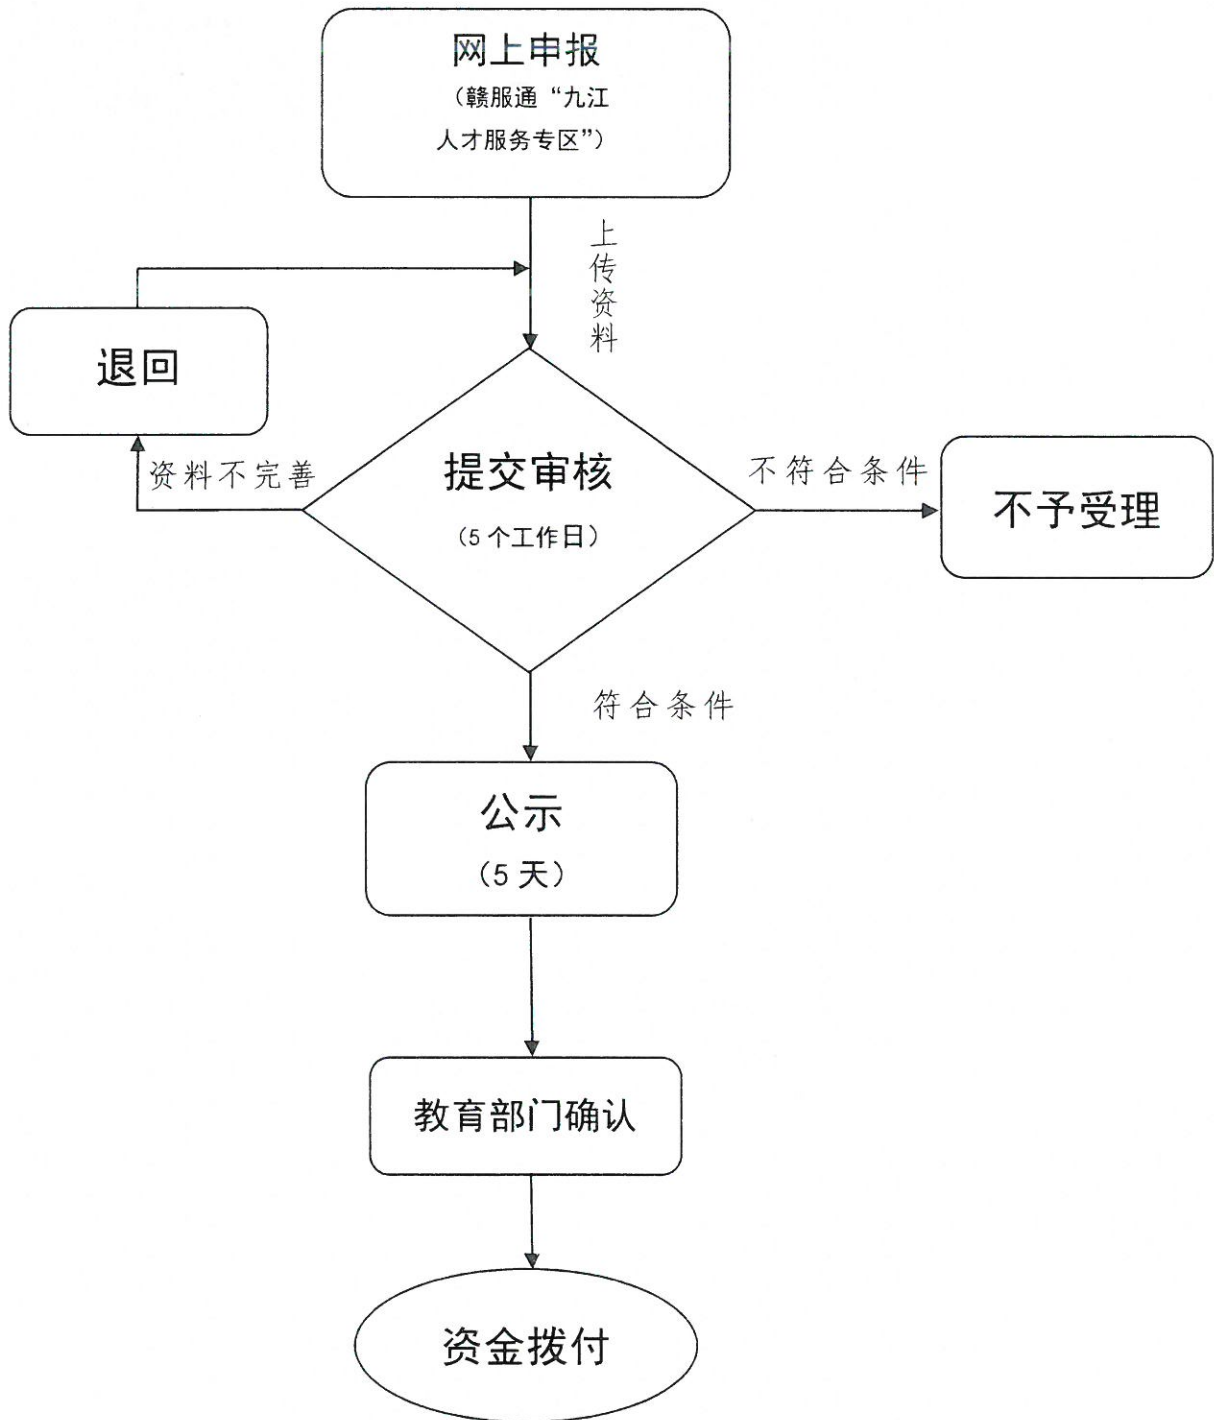 网上申报
（赣服通“九江
人才服务专区”）
上传资料
退回
资料不完善
提交审核
（5 个工作日）
不符合条件
不予受理
符合条件
公示
（5 天）
教育部门确认
资金拨付